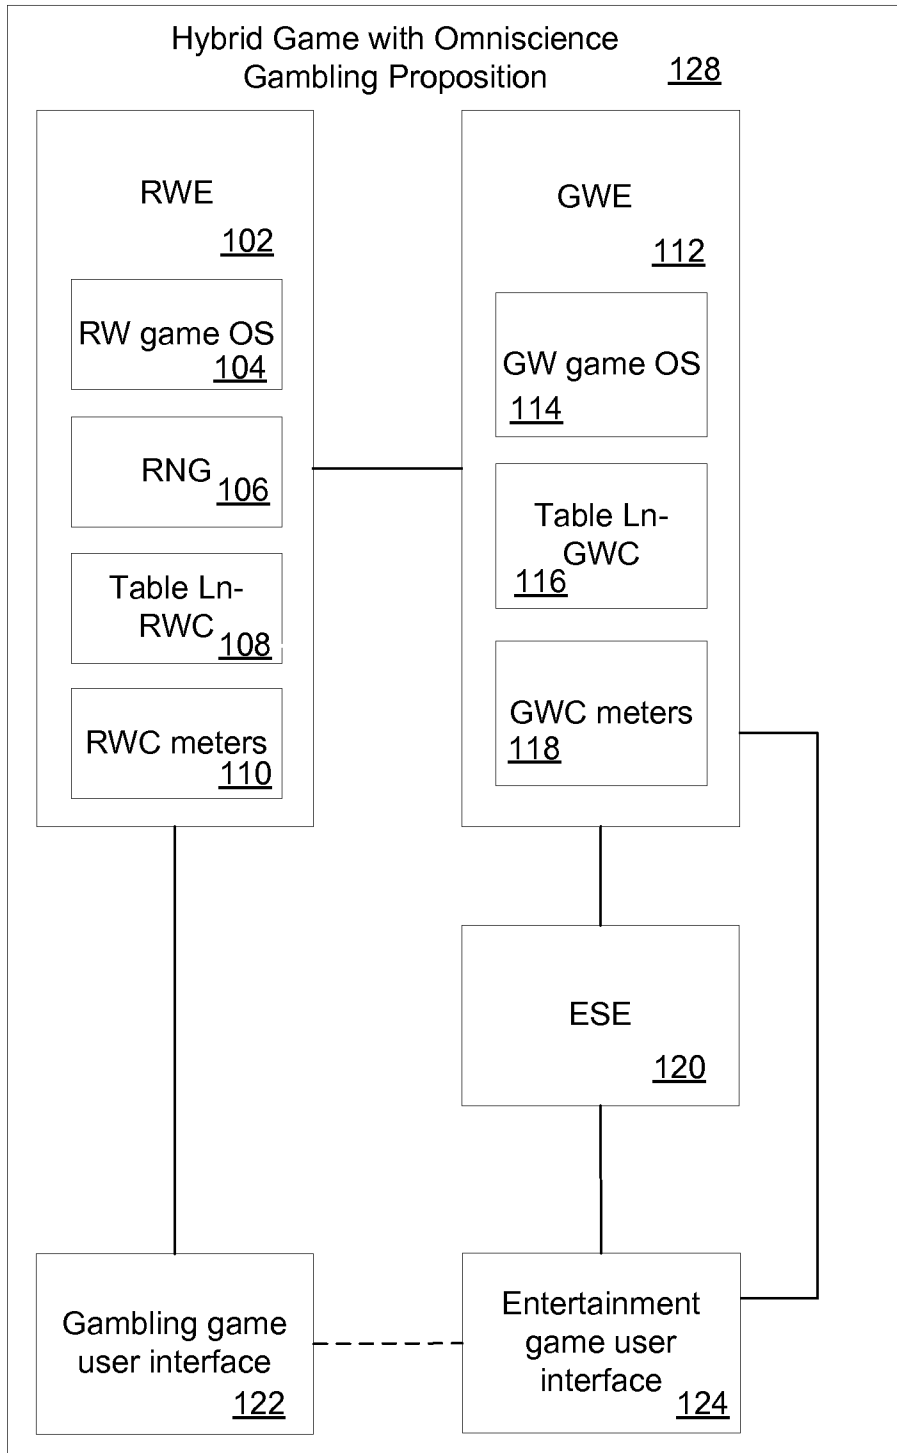 Hybrid Game with Omniscience
Gambling Proposition
128
RWE
102
RW game OS
104
RNG
106
Table Ln-
RWC
108
RWC meters
110
GWE
112
GW game OS
114
Table Ln-
GWC
116
GWC meters
118
ESE
120
Gambling game
user interface
122
Entertainment
game user
interface
124